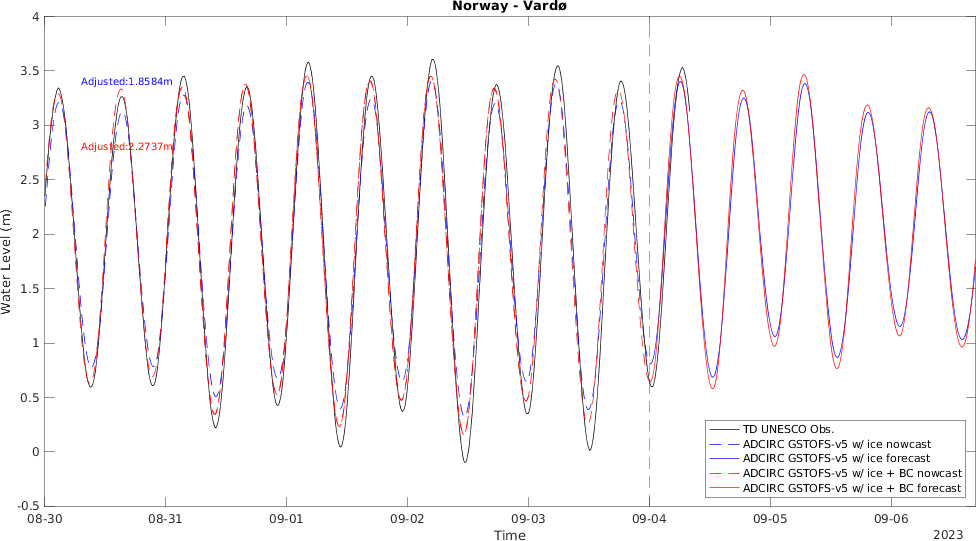 Norway - Vardø
4
3.5
3
2.5
2
1.5
1
0.5
0
-0.5
Water Level (m)
Adjusted:1.8584m
Adjusted:2.2737m
TD UNESCO Obs.
ADCIRC GSTOFS-v5 w/ ice nowcast
ADCIRC GSTOFS-v5 w/ ice forecast
ADCIRC GSTOFS-v5 w/ ice + BC nowcast
ADCIRC GSTOFS-v5 w/ ice + BC forecast
08-30 08-31 09-01 09-02 09-03 09-04 09-05 09-06
Time
2023